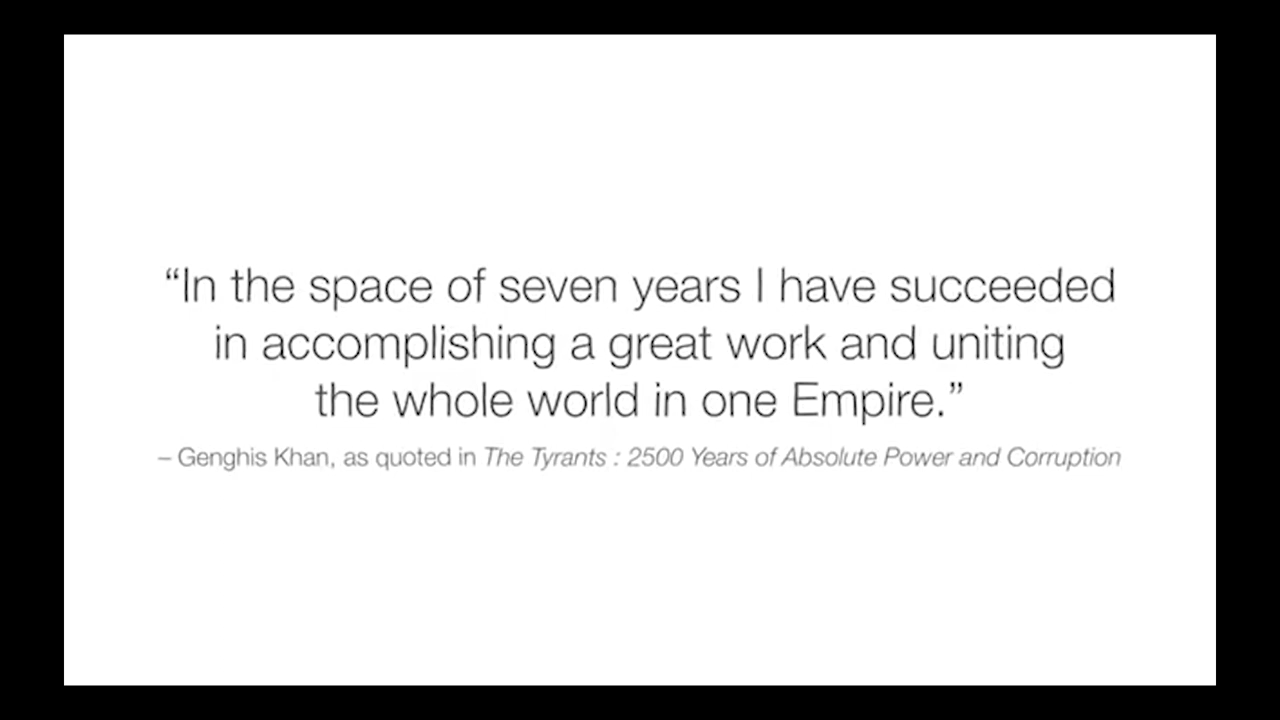 “In the space of seven years I have succeeded
in accomplishing a great work and uniting
the whole world in one Empire.”
– Genghis Khan, as quoted in The Tyrants : 2500 Years of Absolute Power and Corruption